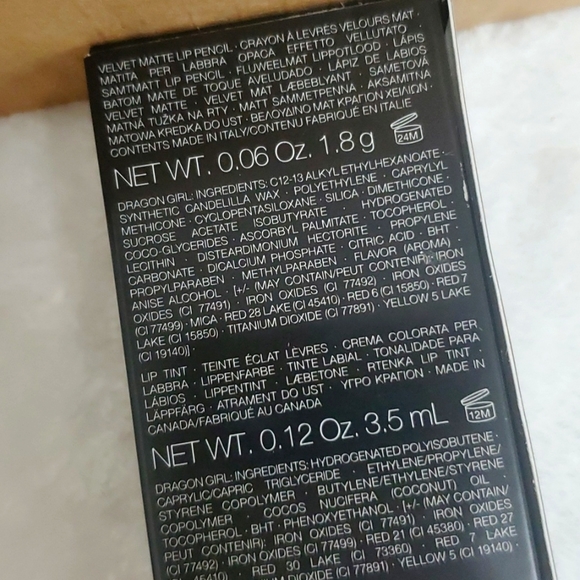 VELVET MATTE LIP PENCIL · CRAYON À LÈVRES VELOURS MAT ·
MATITA PER LABBRA OPACA EFFETTO VELLUTATO ·
SAMTMATT LIP PENCIL · FLUWEELMAT LIPPOTLOOD · LÁPIS
BATOM MATE DE TOQUE AVELUDADO · LÁPIZ DE LABIOS
VELVET MATTE · VELVET MAT LÆBEBLYANT · SAMETOVÁ
MATNÁ TUŽKA NA RTY · MATT SAMMETPENNA · AKSAMITNA
MATOWA KREDKA DO UST · ΒΕΛΟΥΔΙΝΟ ΜΑΤ ΚΡΑΓΙΟΝ ΧΕΙΛΙΩΝ ·
CONTENTS MADE IN ITALY/CONTENU FABRIQUÉ EN ITALIE
NET WT. 0.06 Oz. 1.8 g 24M
DRAGON GIRL: INGREDIENTS: C12-13 ALKYL ETHYLHEXANOATE ·
SYNTHETIC CANDELILLA WAX · POLYETHYLENE · CAPRYLYL
METHICONE · CYCLOPENTASILOXANE · SILICA · DIMETHICONE ·
SUCROSE ACETATE ISOBUTYRATE · HYDROGENATED
COCO-GLYCERIDES · ASCORBYL PALMITATE · TOCOPHEROL ·
LECITHIN · DISTEARDIMONIUM HECTORITE · PROPYLENE
CARBONATE · DICALCIUM PHOSPHATE · CITRIC ACID · BHT ·
PROPYLPARABEN · METHYLPARABEN · FLAVOR (AROMA) ·
ANISE ALCOHOL · [+/- (MAY CONTAIN/PEUT CONTENIR): IRON
OXIDES (CI 77491) · IRON OXIDES (CI 77492) · IRON OXIDES
(CI 77499) · MICA · RED 28 LAKE (CI 45410) · RED 6 (CI 15850) · RED 7
LAKE (CI 15850) · TITANIUM DIOXIDE (CI 77891) · YELLOW 5 LAKE
(CI 19140)]
LIP TINT · TEINTE ÉCLAT LÈVRES · CREMA COLORATA PER
LABBRA · LIPPENFARBE · TINTE LABIAL · TONALIDADE PARA
LÁBIOS · LIPPENTINT · LÆBETONE · RTENKA LIP TINT ·
LÄPPFÄRG · ATRAMENT DO UST · ΥΓΡΟ ΚΡΑΓΙΟΝ · MADE IN
CANADA/FABRIQUÉ AU CANADA
NET WT. 0.12 Oz. 3.5 mL 12M
DRAGON GIRL: INGREDIENTS: HYDROGENATED POLYISOBUTENE ·
CAPRYLIC/CAPRIC TRIGLYCERIDE · ETHYLENE/PROPYLENE/
STYRENE COPOLYMER · BUTYLENE/ETHYLENE/STYRENE
COPOLYMER · COCOS NUCIFERA (COCONUT) OIL ·
TOCOPHEROL · BHT · PHENOXYETHANOL · [+/- (MAY CONTAIN/
PEUT CONTENIR): IRON OXIDES (CI 77491) · IRON OXIDES
(CI 77492) · IRON OXIDES (CI 77499) · RED 21 (CI 45380) · RED 27
45410) · RED 30 LAKE (CI 73360) · RED 7 LAKE
DIOXIDE (CI 77891) · YELLOW 5 (CI 19140) ·